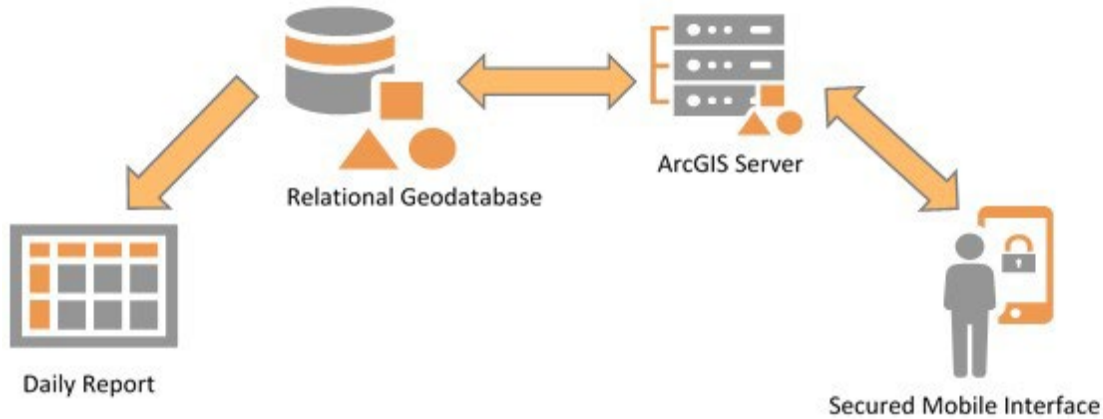 Relational Geodatabase
ArcGIS Server
Daily Report
Secured Mobile Interface